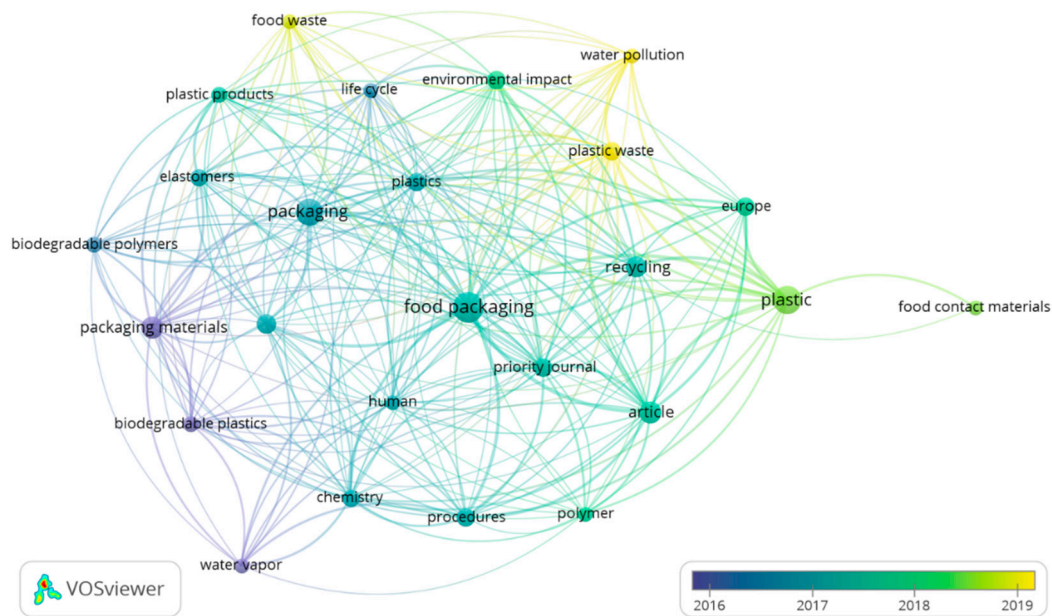 food waste
water pollution
environmental impact
life cycle
plastic products
plastic waste
elastomers
plastics
packaging
europe
biodegradable polymers
recycling
plastic
food packaging
food contact materials
packaging materials
priority journal
human
article
biodegradable plastics
chemistry
procedures
polymer
water vapor
VOSviewer
2016 2017 2018 2019